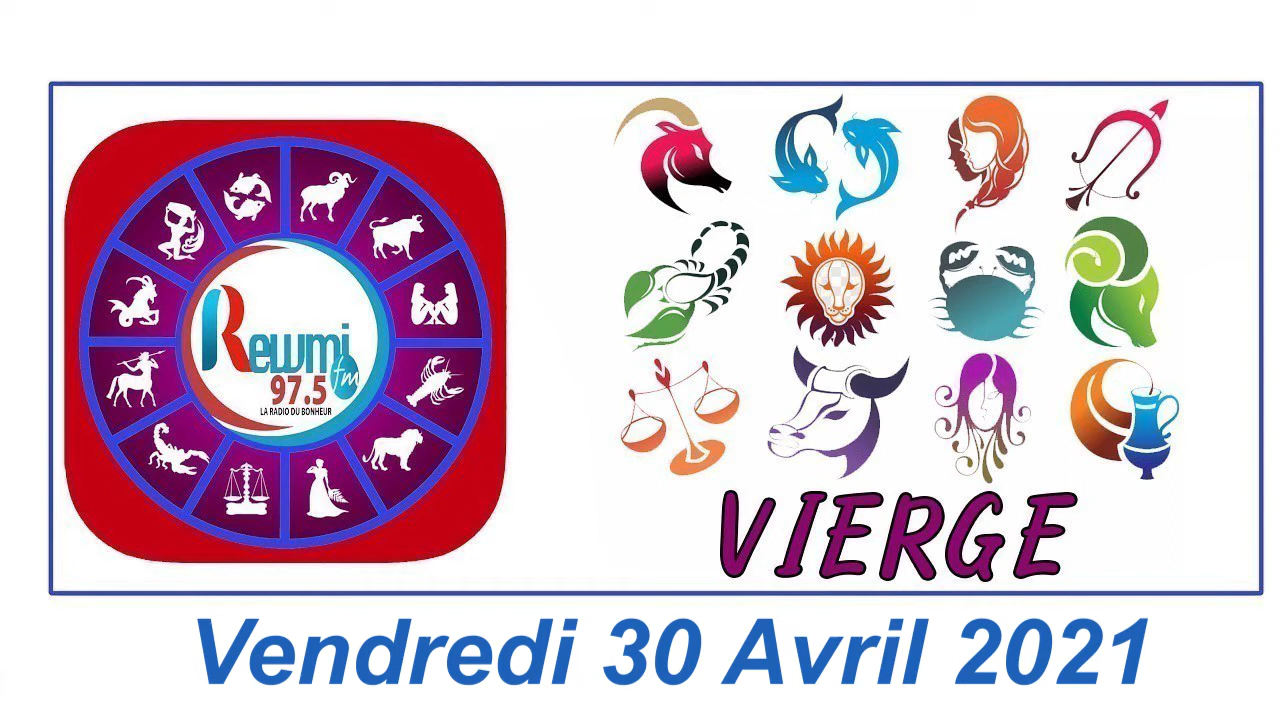 Rewmi
fm
97.5
LA RADIO DU BONHEUR
VIERGE
Vendredi 30 Avril 2021